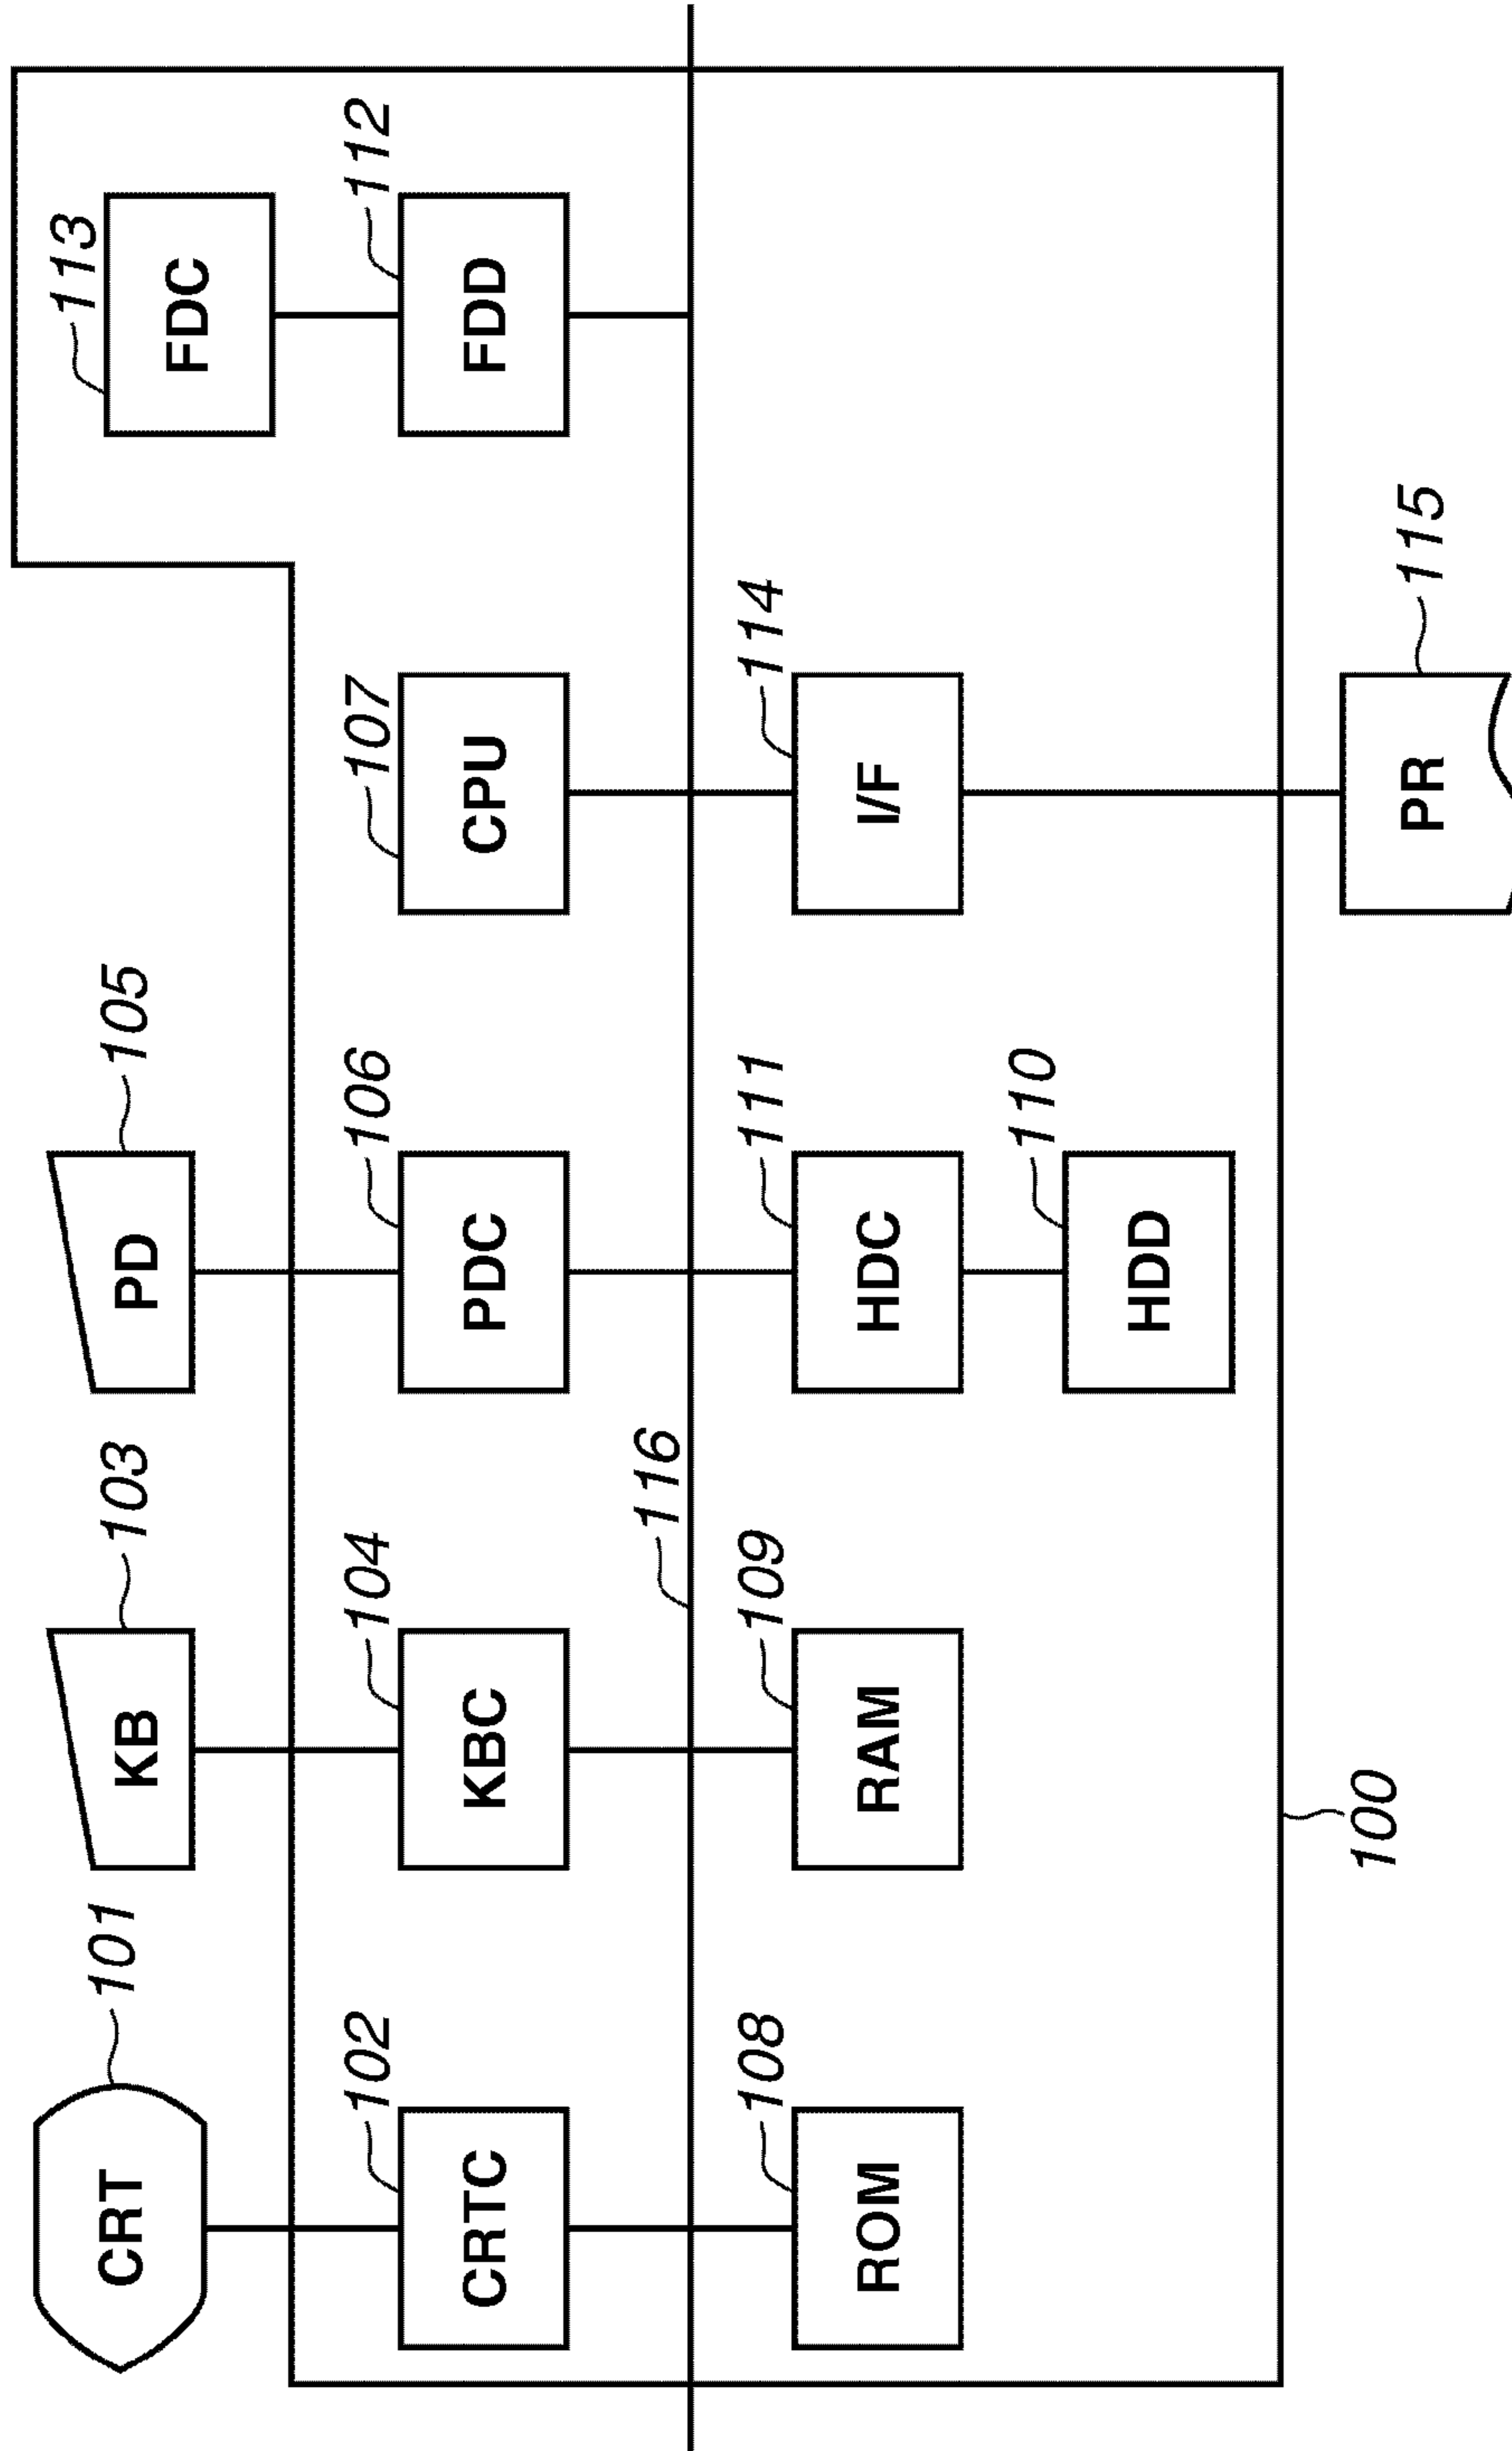 101
CRT
103
KB
105
PD
113
FDC
102
CRTC
104
KBC
106
PDC
107
CPU
112
FDD
116
108
ROM
109
RAM
111
HDC
114
I/F
110
HDD
100
115
PR